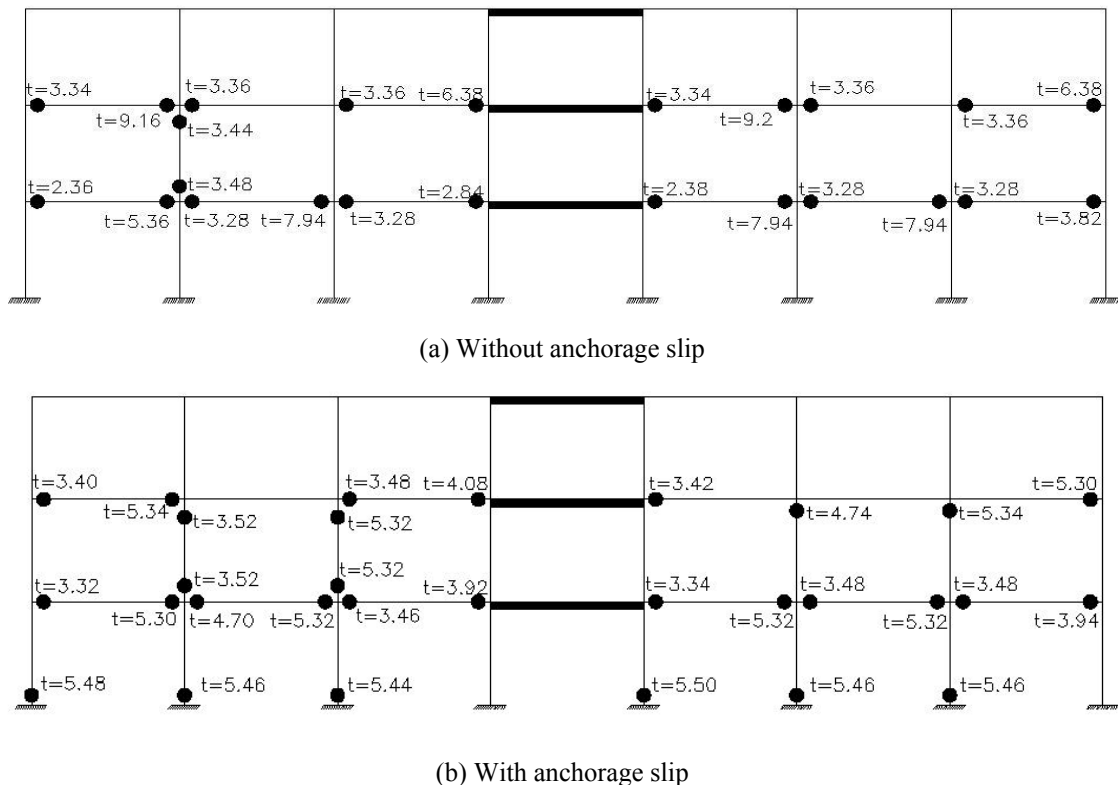 t=3.34
t=3.36
t=3.36
t=6.38
t=3.34
t=3.36
t=6.38
t=9.16
t=3.44
t=9.2
t=3.36
t=2.36
t=3.48
t=2.84
t=2.38
t=3.28
t=3.28
t=5.36
t=3.28
t=7.94
t=3.28
t=7.94
t=7.94
t=3.82
(a) Without anchorage slip
t=3.40
t=3.48
t=4.08
t=3.42
t=5.30
t=5.34
t=3.52
t=5.32
t=4.74
t=5.34
t=3.32
t=3.52
t=5.32
t=3.92
t=3.34
t=3.48
t=3.48
t=5.30
t=4.70
t=5.32
t=3.46
t=5.32
t=5.32
t=3.94
t=5.48
t=5.46
t=5.44
t=5.50
t=5.46
t=5.46
(b) With anchorage slip